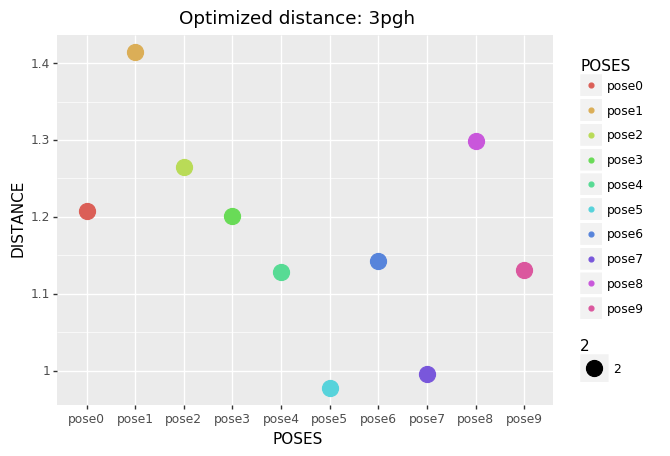 Optimized distance: 3pgh
DISTANCE
1.4
1.3
1.2
1.1
1
pose0 pose1 pose2 pose3 pose4 pose5 pose6 pose7 pose8 pose9
POSES
POSES
pose0
pose1
pose2
pose3
pose4
pose5
pose6
pose7
pose8
pose9
2
2